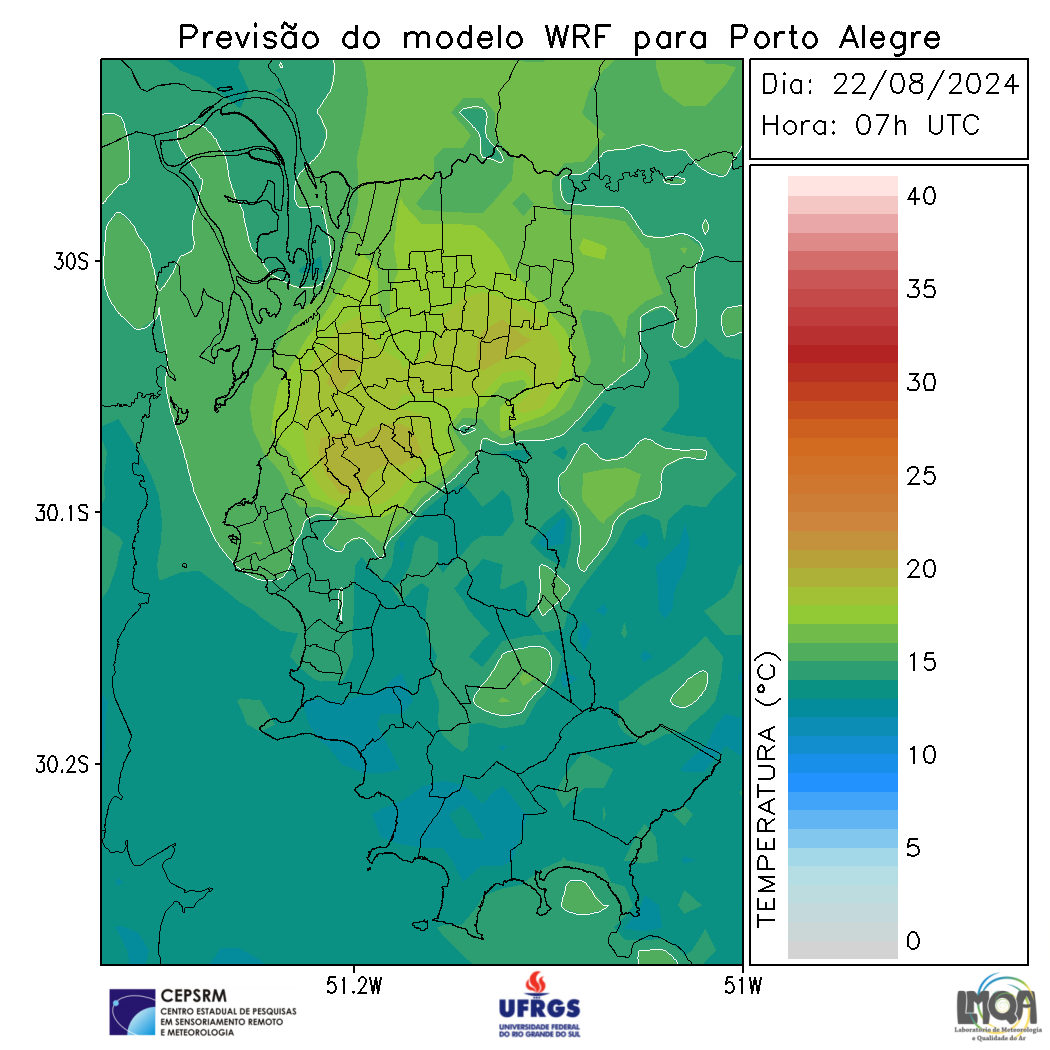 Previsão do modelo WRF para Porto Alegre
Dia: 22/08/2024
Hora: 07h UTC
40
35
30
25
20
15
10
5
0
TEMPERATURA (°C)
30S
30.1S
30.2S
51.2W
51W
CEPSRM
CENTRO ESTADUAL DE PESQUISAS
EM SENSORIAMENTO REMOTO
E METEOROLOGIA
UFRGS
UNIVERSIDADE FEDERAL
DO RIO GRANDE DO SUL
LMQA
Laboratório de Meteorologia
e Qualidade do Ar